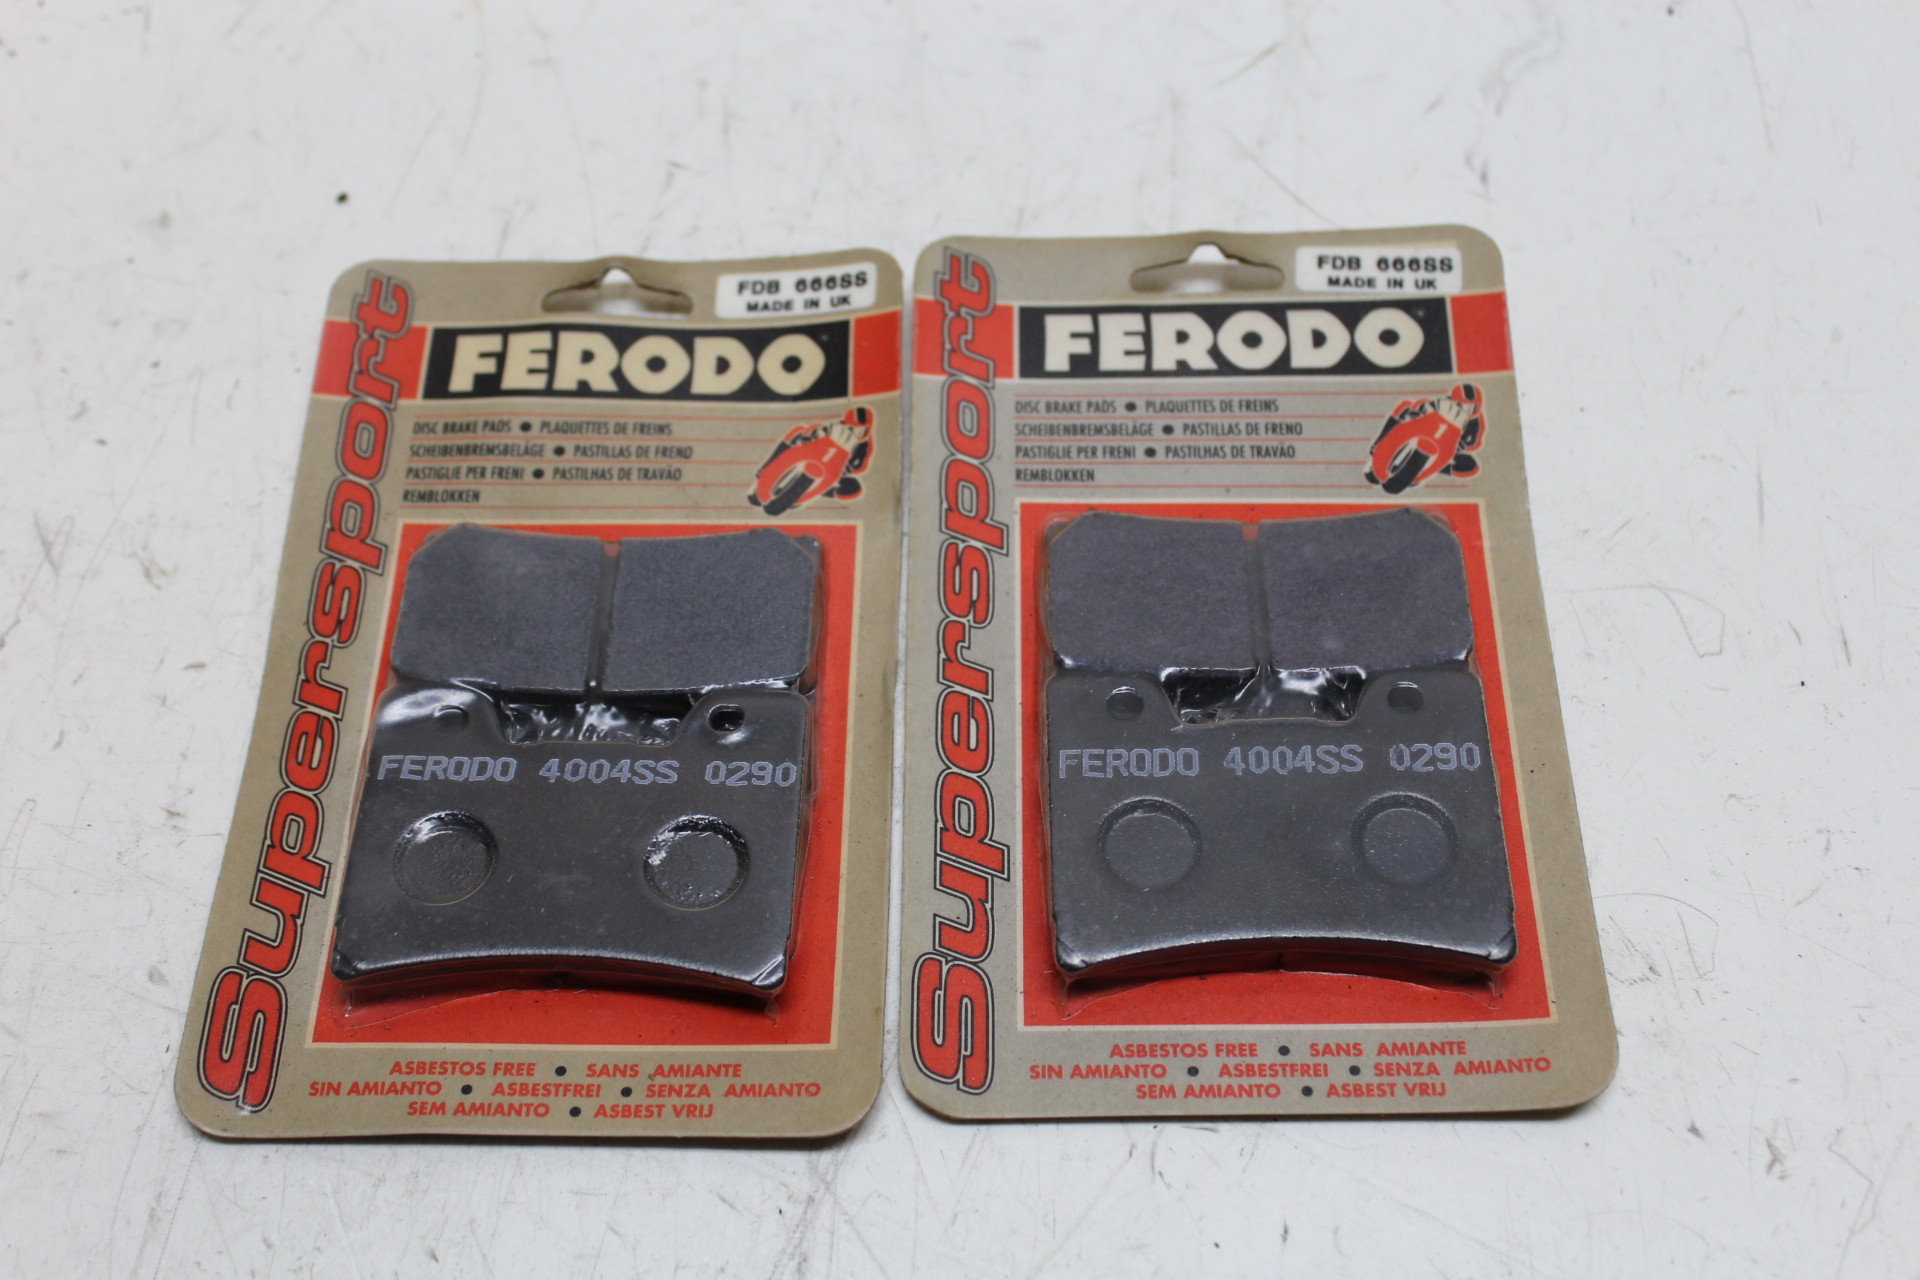 FDB 666SS
MADE IN UK
FERODO
Supersport
DISC BRAKE PADS • PLAQUETTES DE FREINS
SCHEIBENBREMSBELÄGE • PASTILLAS DE FRENO
PASTIGLIE PER FRENI • PASTILHAS DE TRAVÃO
REMBLOKKEN
1
FERODO 4004SS 0290
ASBESTOS FREE • SANS AMIANTE
SIN AMIANTO • ASBESTFREI • SENZA AMIANTO
SEM AMIANTO • ASBEST VRIJ
FDB 666SS
MADE IN UK
FERODO
Supersport
DISC BRAKE PADS • PLAQUETTES DE FREINS
SCHEIBENBREMSBELÄGE • PASTILLAS DE FRENO
PASTIGLIE PER FRENI • PASTILHAS DE TRAVÃO
REMBLOKKEN
1
FERODO 4004SS 0290
ASBESTOS FREE • SANS AMIANTE
SIN AMIANTO • ASBESTFREI • SENZA AMIANTO
SEM AMIANTO • ASBEST VRIJ